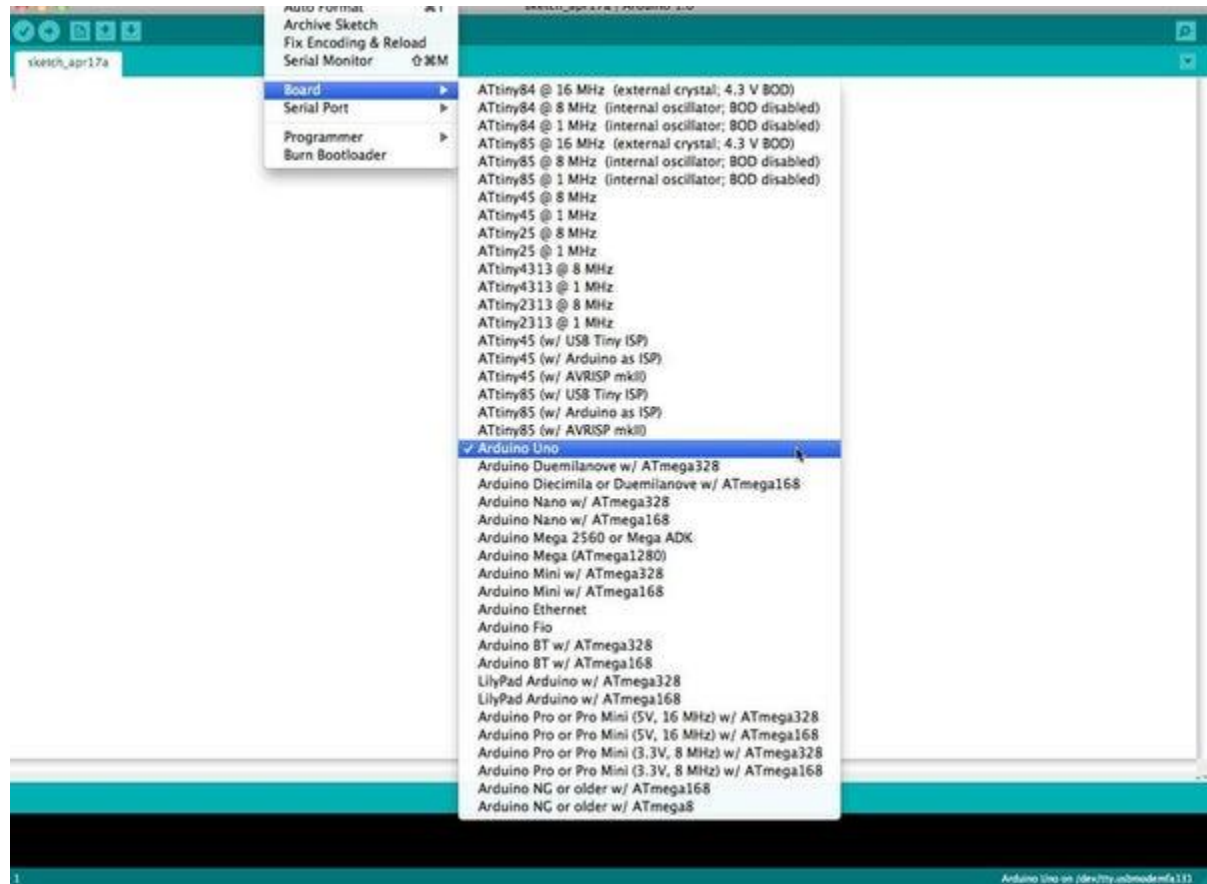 sketch_apr17a | Arduino 1.0
Auto Format ⌘T
Archive Sketch
Fix Encoding & Reload
Serial Monitor ⇧⌘M
sketch_apr17a
Board
Serial Port
Programmer
Burn Bootloader
ATtiny84 @ 16 MHz (external crystal; 4.3 V BOD)
ATtiny84 @ 8 MHz (internal oscillator; BOD disabled)
ATtiny84 @ 1 MHz (internal oscillator; BOD disabled)
ATtiny85 @ 16 MHz (external crystal; 4.3 V BOD)
ATtiny85 @ 8 MHz (internal oscillator; BOD disabled)
ATtiny85 @ 1 MHz (internal oscillator; BOD disabled)
ATtiny45 @ 8 MHz
ATtiny45 @ 1 MHz
ATtiny25 @ 8 MHz
ATtiny25 @ 1 MHz
ATtiny4313 @ 8 MHz
ATtiny4313 @ 1 MHz
ATtiny2313 @ 8 MHz
ATtiny2313 @ 1 MHz
ATtiny45 (w/ USB Tiny ISP)
ATtiny45 (w/ Arduino as ISP)
ATtiny45 (w/ AVRISP mkII)
ATtiny85 (w/ USB Tiny ISP)
ATtiny85 (w/ Arduino as ISP)
ATtiny85 (w/ AVRISP mkII)
✓ Arduino Uno
Arduino Duemilanove w/ ATmega328
Arduino Diecimila or Duemilanove w/ ATmega168
Arduino Nano w/ ATmega328
Arduino Nano w/ ATmega168
Arduino Mega 2560 or Mega ADK
Arduino Mega (ATmega1280)
Arduino Mini w/ ATmega328
Arduino Mini w/ ATmega168
Arduino Ethernet
Arduino Fio
Arduino BT w/ ATmega328
Arduino BT w/ ATmega168
LilyPad Arduino w/ ATmega328
LilyPad Arduino w/ ATmega168
Arduino Pro or Pro Mini (5V, 16 MHz) w/ ATmega328
Arduino Pro or Pro Mini (5V, 16 MHz) w/ ATmega168
Arduino Pro or Pro Mini (3.3V, 8 MHz) w/ ATmega328
Arduino Pro or Pro Mini (3.3V, 8 MHz) w/ ATmega168
Arduino NG or older w/ ATmega168
Arduino NG or older w/ ATmega8
1
Arduino Uno on /dev/tty.usbmodemfa131